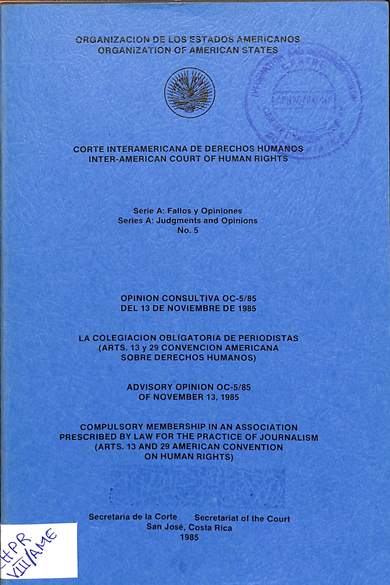 ORGANIZACION DE LOS ESTADOS AMERICANOS
ORGANIZATION OF AMERICAN STATES
CORTE INTERAMERICANA DE DERECHOS HUMANOS
INTER-AMERICAN COURT OF HUMAN RIGHTS
Serie A: Fallos y Opiniones
Series A: Judgments and Opinions
No. 5
OPINION CONSULTIVA OC-5/85
DEL 13 DE NOVIEMBRE DE 1985
LA COLEGIACION OBLIGATORIA DE PERIODISTAS
(ARTS. 13 y 29 CONVENCION AMERICANA
SOBRE DERECHOS HUMANOS)
ADVISORY OPINION OC-5/85
OF NOVEMBER 13, 1985
COMPULSORY MEMBERSHIP IN AN ASSOCIATION
PRESCRIBED BY LAW FOR THE PRACTICE OF JOURNALISM
(ARTS. 13 AND 29 AMERICAN CONVENTION
ON HUMAN RIGHTS)
Secretaría de la Corte Secretariat of the Court
San José, Costa Rica
1985
HPR
VIII/AME